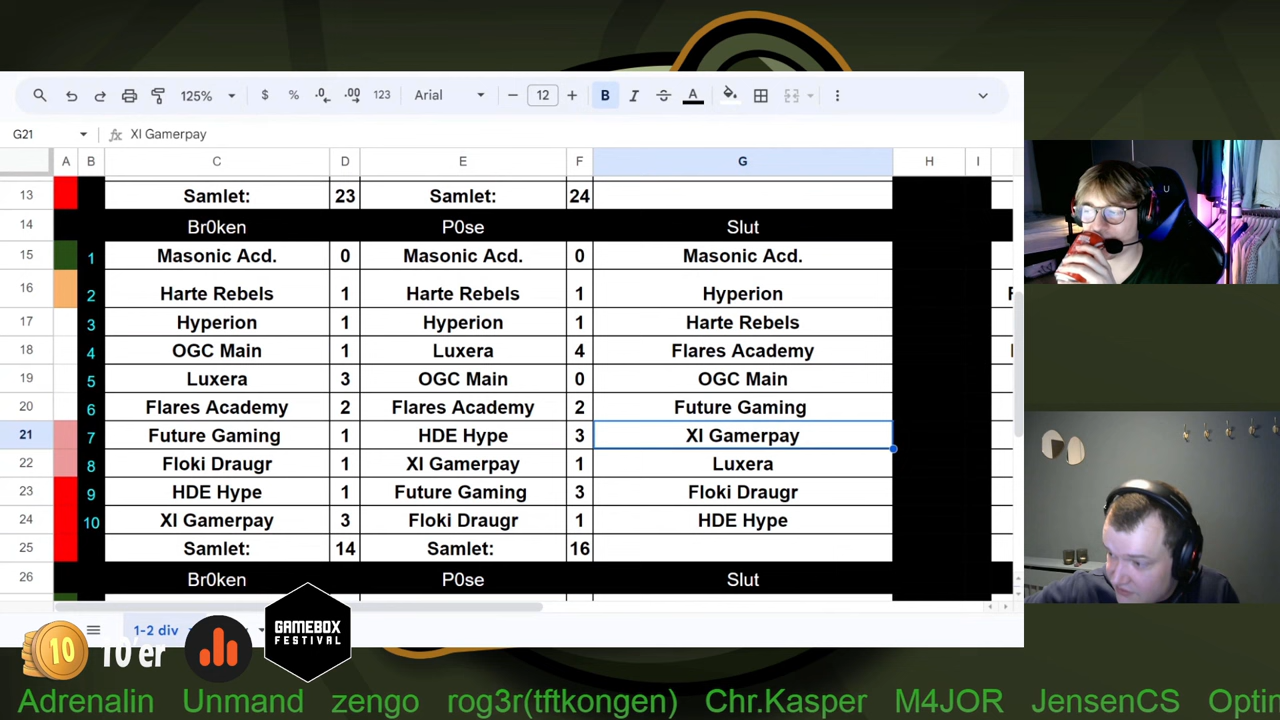 125% $ % .0 .00 123 Arial 12 B I A
G21 fx XI Gamerpay
A B C D E F G H I
13 Samlet: 23 Samlet: 24
14 Br0ken P0se Slut
15 1 Masonic Acd. 0 Masonic Acd. 0 Masonic Acd.
16 2 Harte Rebels 1 Harte Rebels 1 Hyperion
17 3 Hyperion 1 Hyperion 1 Harte Rebels
18 4 OGC Main 1 Luxera 4 Flares Academy
19 5 Luxera 3 OGC Main 0 OGC Main
20 6 Flares Academy 2 Flares Academy 2 Future Gaming
21 7 Future Gaming 1 HDE Hype 3 XI Gamerpay
22 8 Floki Draugr 1 XI Gamerpay 1 Luxera
23 9 HDE Hype 1 Future Gaming 3 Floki Draugr
24 10 XI Gamerpay 3 Floki Draugr 1 HDE Hype
25 Samlet: 14 Samlet: 16
26 Br0ken P0se Slut
1-2 div
10 10'er
GAMEBOX
FESTIVAL
Adrenalin Unmand zengo rog3r(tftkongen) Chr.Kasper M4JOR JensenCS